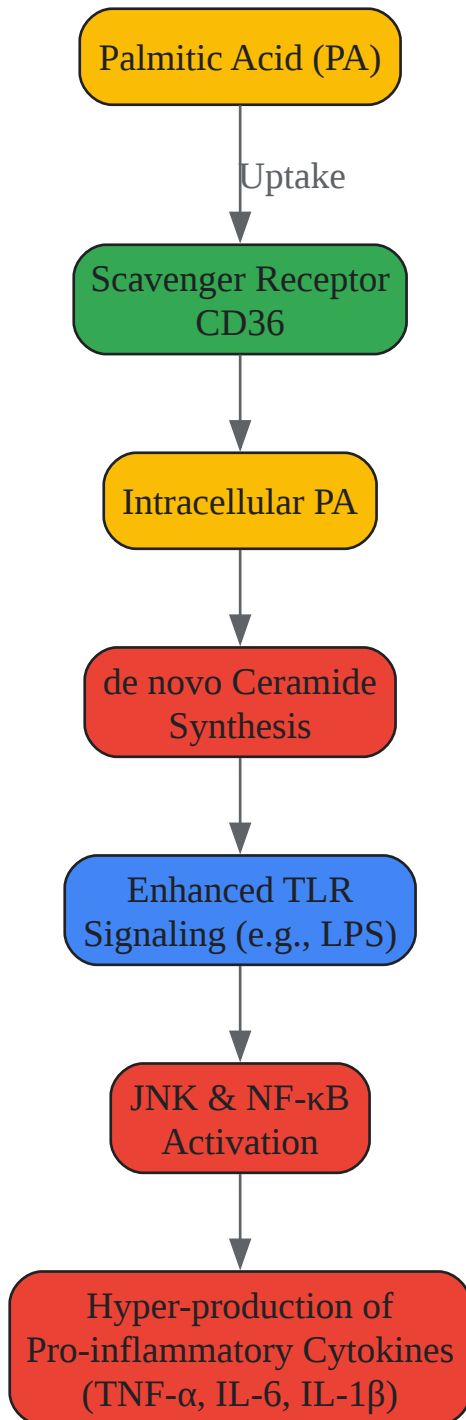 Palmitic Acid (PA)
Uptake
Scavenger Receptor
CD36
Intracellular PA
de novo Ceramide
Synthesis
Enhanced TLR
Signaling (e.g., LPS)
JNK & NF-κB
Activation
Hyper-production of
Pro-inflammatory Cytokines
(TNF-α, IL-6, IL-1β)